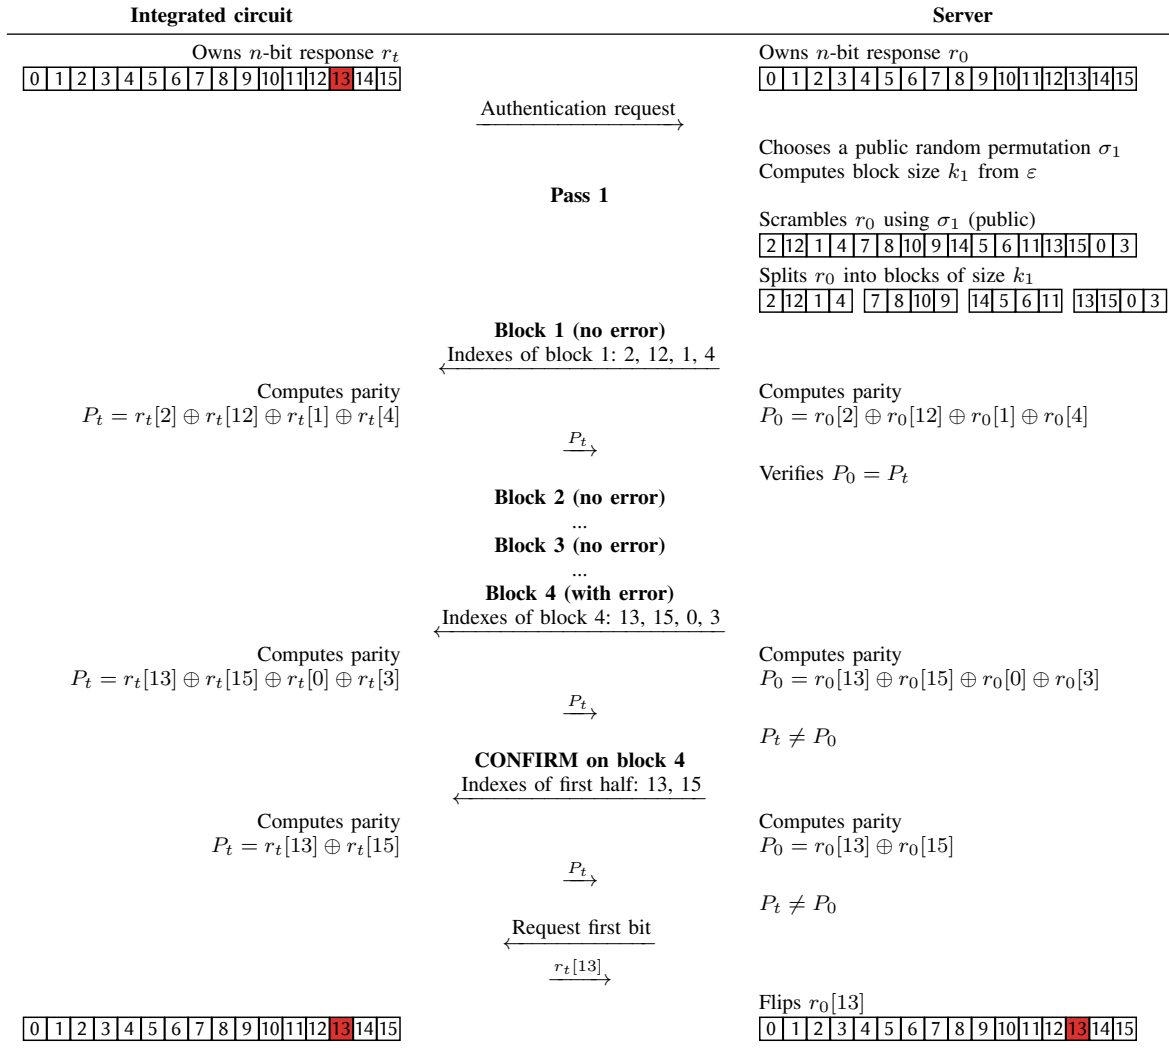 Integrated circuit Server
Owns n-bit response r_t Owns n-bit response r_0
0 1 2 3 4 5 6 7 8 9 10 11 12 13 14 15 0 1 2 3 4 5 6 7 8 9 10 11 12 13 14 15
Authentication request
Chooses a public random permutation σ_1
Computes block size k_1 from ε
Pass 1
Scrambles r_0 using σ_1 (public)
2 12 1 4 7 8 10 9 14 5 6 11 13 15 0 3
Splits r_0 into blocks of size k_1
2 12 1 4 7 8 10 9 14 5 6 11 13 15 0 3
Block 1 (no error)
Indexes of block 1: 2, 12, 1, 4
Computes parity Computes parity
P_t = r_t[2] ⊕ r_t[12] ⊕ r_t[1] ⊕ r_t[4] P_0 = r_0[2] ⊕ r_0[12] ⊕ r_0[1] ⊕ r_0[4]
P_t
Verifies P_0 = P_t
Block 2 (no error)
...
Block 3 (no error)
...
Block 4 (with error)
Indexes of block 4: 13, 15, 0, 3
Computes parity Computes parity
P_t = r_t[13] ⊕ r_t[15] ⊕ r_t[0] ⊕ r_t[3] P_0 = r_0[13] ⊕ r_0[15] ⊕ r_0[0] ⊕ r_0[3]
P_t
P_t ≠ P_0
CONFIRM on block 4
Indexes of first half: 13, 15
Computes parity Computes parity
P_t = r_t[13] ⊕ r_t[15] P_0 = r_0[13] ⊕ r_0[15]
P_t
P_t ≠ P_0
Request first bit
r_t[13]
Flips r_0[13]
0 1 2 3 4 5 6 7 8 9 10 11 12 13 14 15 0 1 2 3 4 5 6 7 8 9 10 11 12 13 14 15